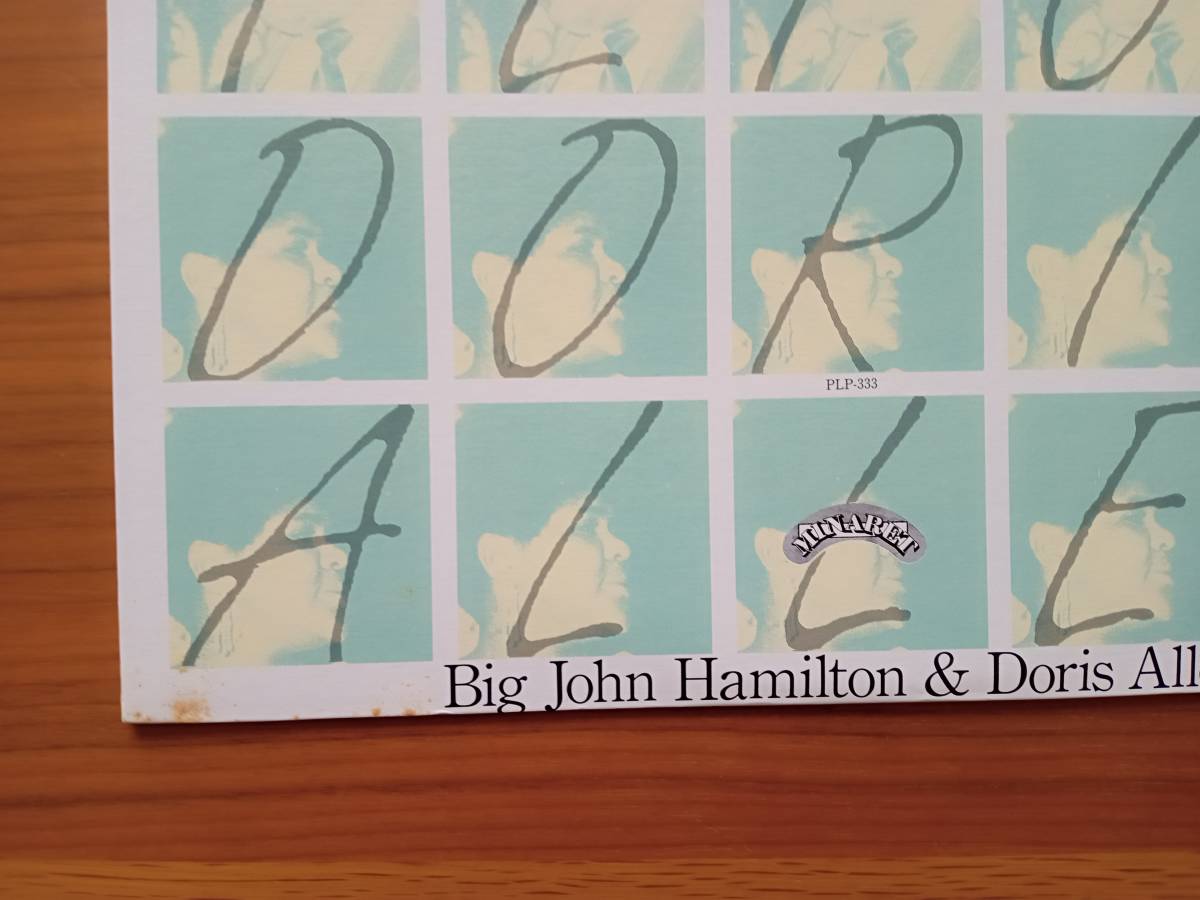 D O R I
PLP-333
A L L E
MINARET
Big John Hamilton & Doris All